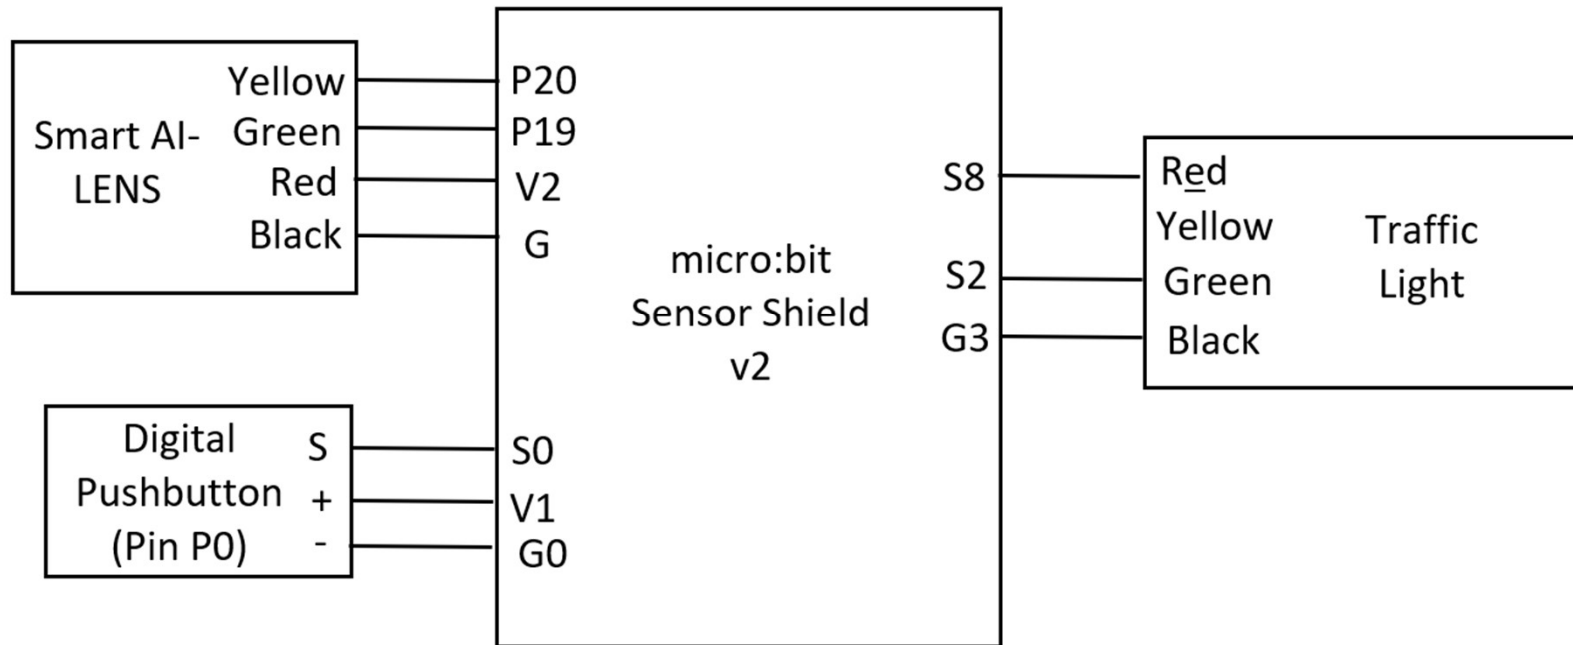 Smart AI-
LENS
Yellow
Green
Red
Black
P20
P19
V2
G
Digital
Pushbutton
(Pin P0)
S
+
-
S0
V1
G0
micro:bit
Sensor Shield
v2
S8
S2
G3
Red
Yellow
Green
Black
Traffic
Light